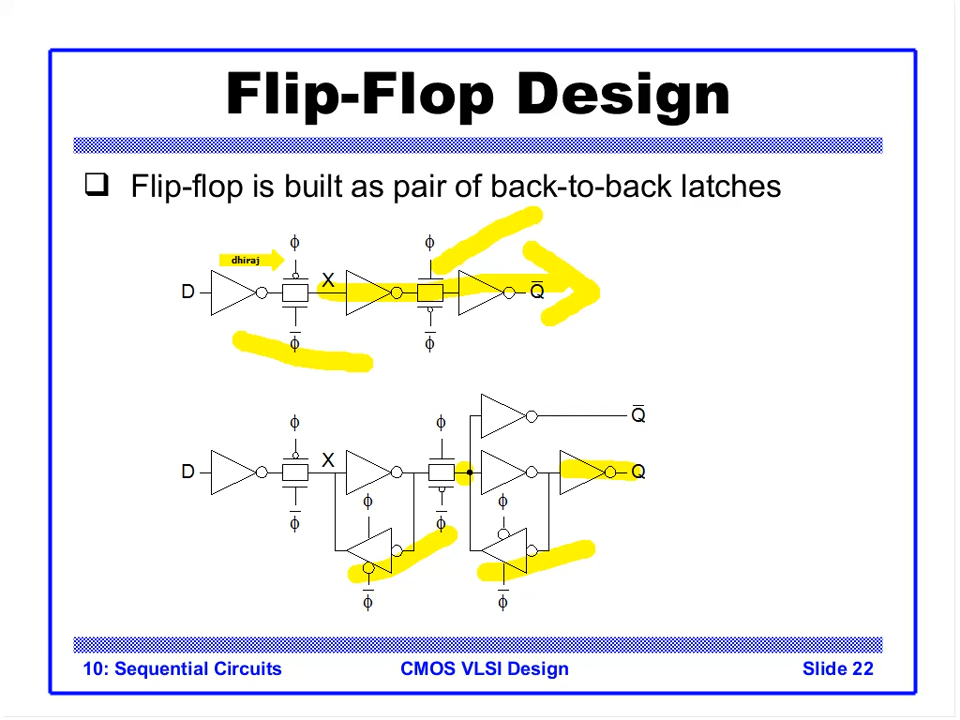 Flip-Flop Design
❑ Flip-flop is built as pair of back-to-back latches
ϕ ϕ
dhiraj
D X Q̅
ϕ̅ ϕ̅
Q̅
ϕ ϕ
D X Q
ϕ ϕ
ϕ̅ ϕ̅
ϕ̅ ϕ̅
10: Sequential Circuits CMOS VLSI Design Slide 22